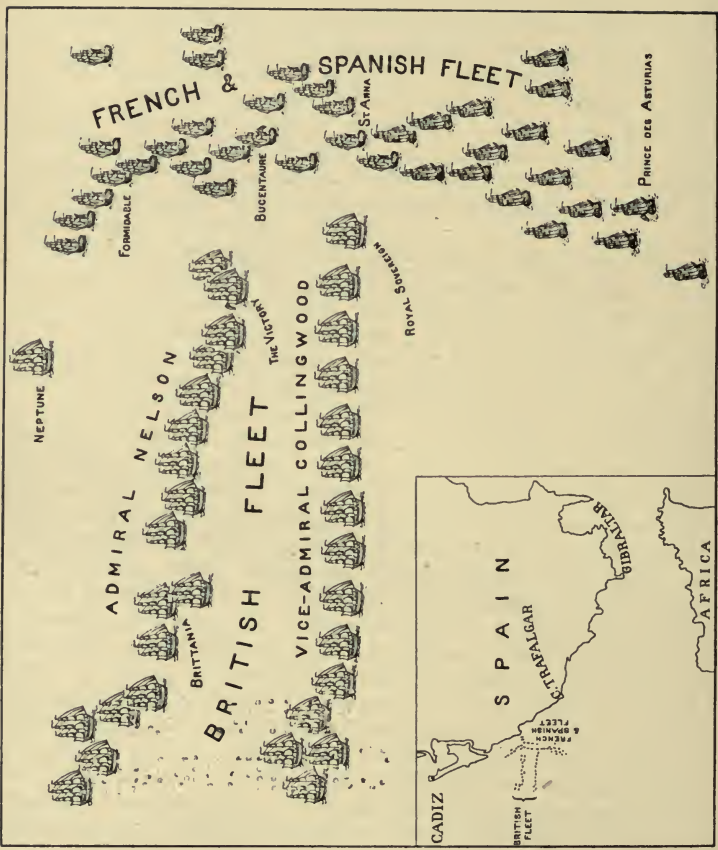 FRENCH & SPANISH FLEET
FORMIDABLE
BUCENTAURE
ST ANNA
PRINCE DES ASTURIAS
NEPTUNE
ADMIRAL NELSON
THE VICTORY
ROYAL SOVEREIGN
BRITISH FLEET
VICE-ADMIRAL COLLINGWOOD
BRITTANIA
CADIZ
SPAIN
C. TRAFALGAR
GIBRALTAR
AFRICA
FRENCH
& SPANISH
FLEET
BRITISH
FLEET